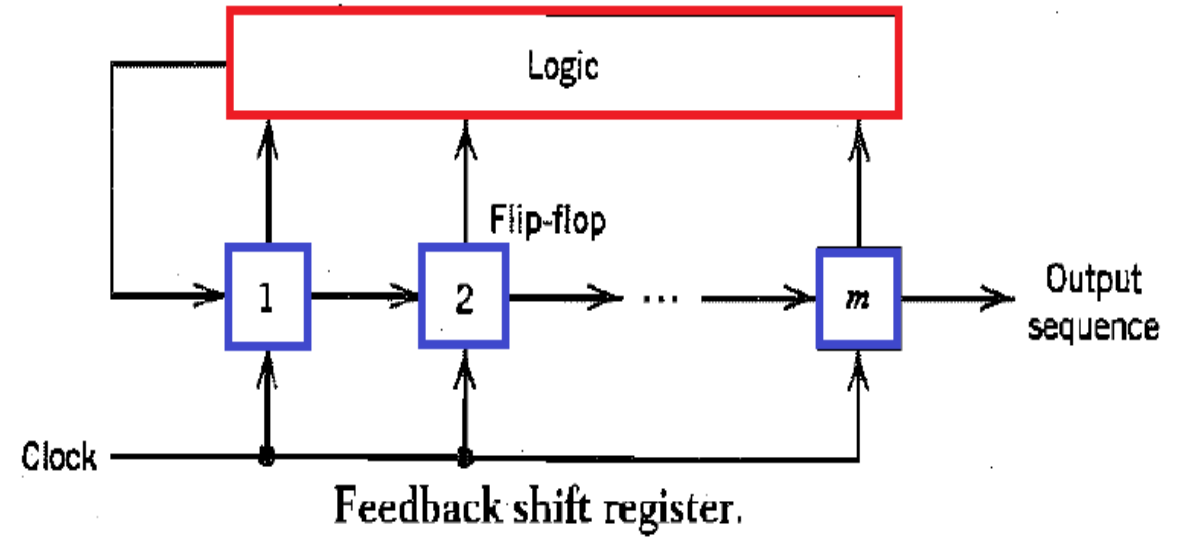 Logic
Flip-flop
1
2
...
m
Output
sequence
Clock
Feedback shift register.